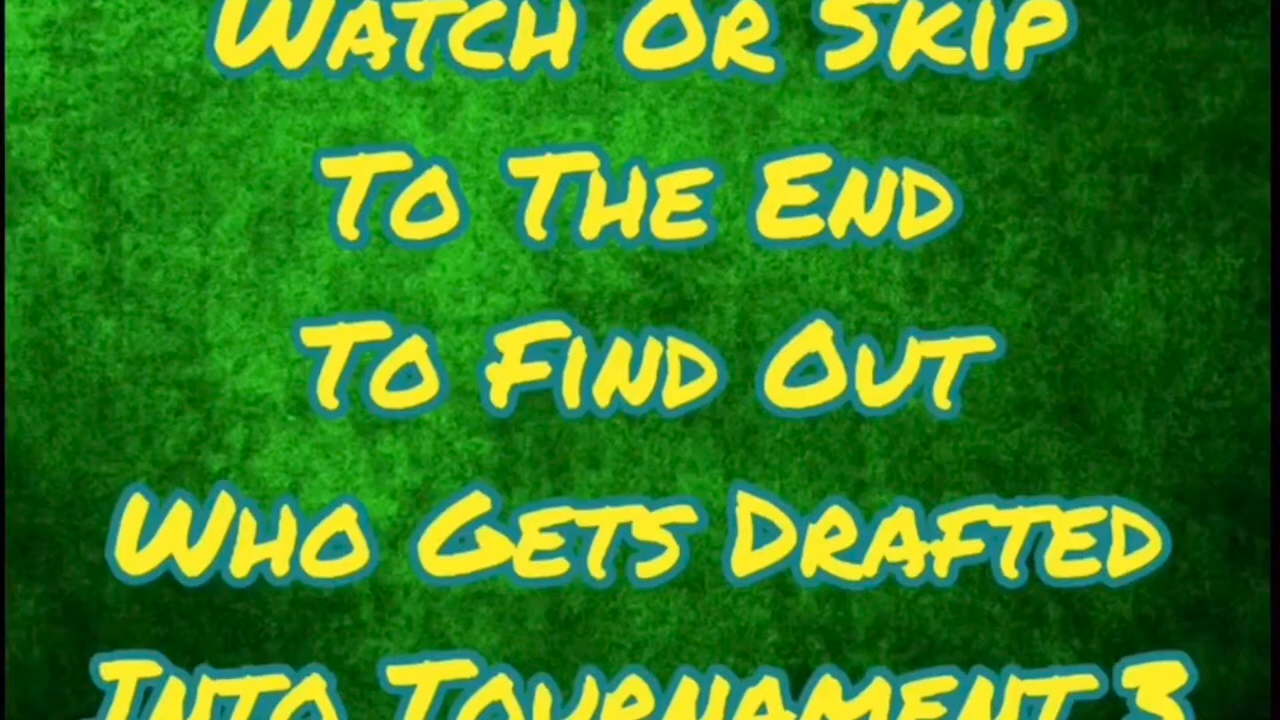 Watch Or Skip
To The End
To Find Out
Who Gets Drafted
Into Tournament 3